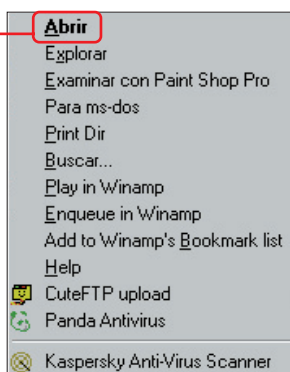 Abrir
Explorar
Examinar con Paint Shop Pro
Para ms-dos
Print Dir
Buscar...
Play in Winamp
Enqueue in Winamp
Add to Winamp's Bookmark list
Help
CuteFTP upload
Panda Antivirus
Kaspersky Anti-Virus Scanner